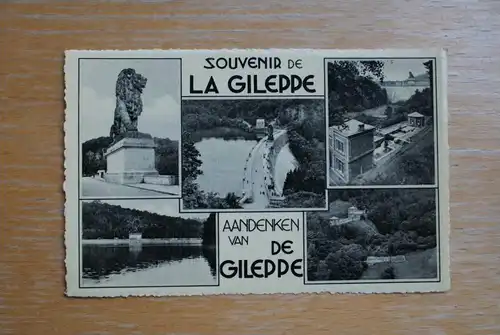 SOUVENIR DE
LA GILEPPE
AANDENKEN
VAN DE
GILEPPE